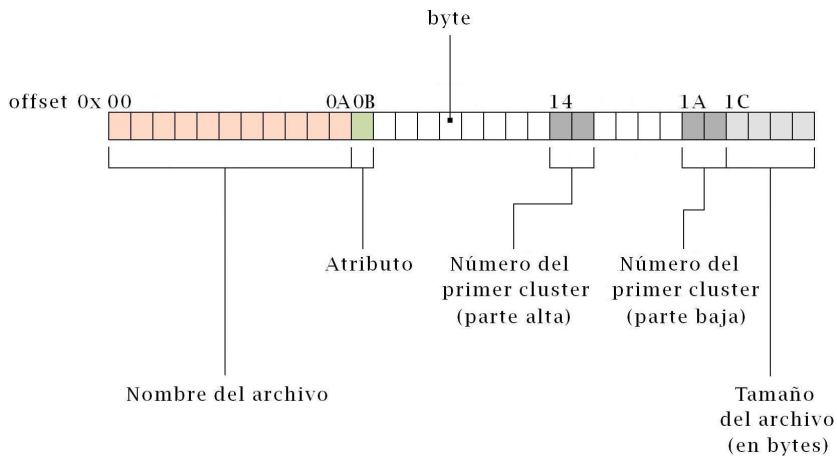 byte
offset 0x 00 0A 0B 14 1A 1C
Atributo
Número del
primer cluster
(parte alta)
Número del
primer cluster
(parte baja)
Nombre del archivo
Tamaño
del archivo
(en bytes)